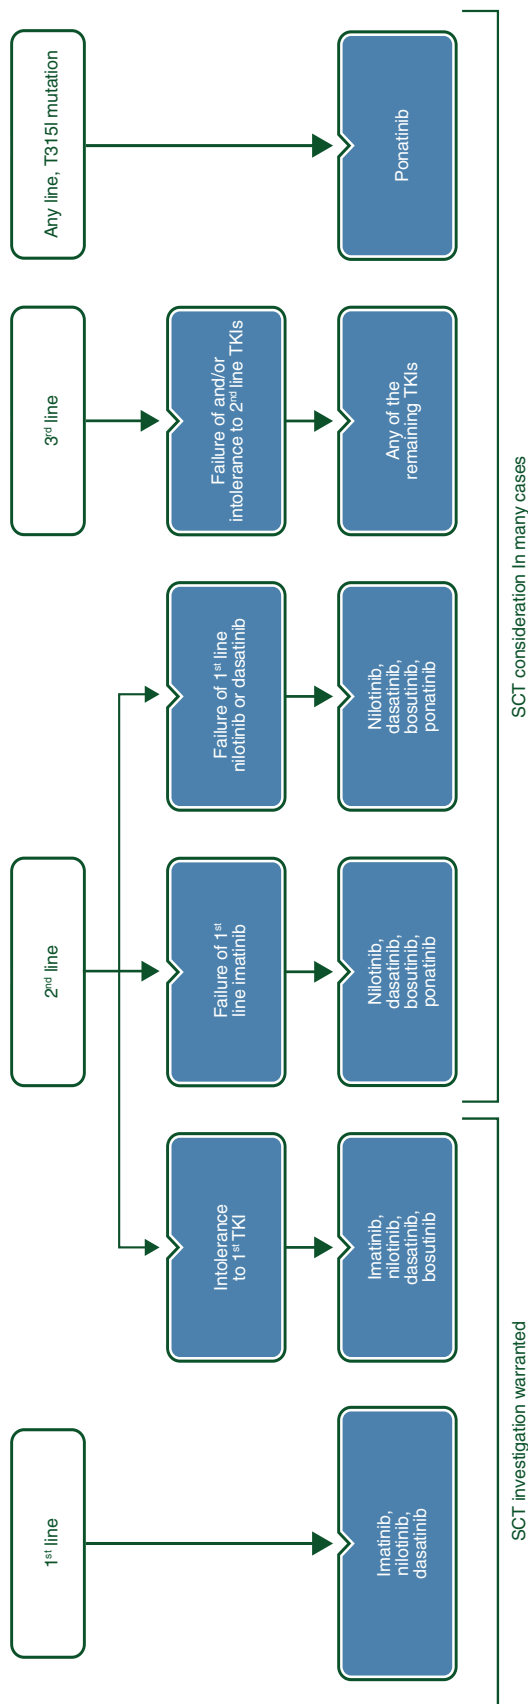 1st line
2nd line
3rd line
Any line, T315I mutation
Intolerance
to 1st TKI
Failure of 1st
line imatinib
Failure of 1st line
nilotinib or dasatinib
Failure of and/or
intolerance to 2nd line TKIs
Imatinib,
nilotinib,
dasatinib
Imatinib,
nilotinib,
dasatinib,
bosutinib
Nilotinib,
dasatinib,
bosutinib,
ponatinib
Nilotinib,
dasatinib,
bosutinib,
ponatinib
Any of the
remaining TKIs
Ponatinib
SCT investigation warranted
SCT consideration In many cases